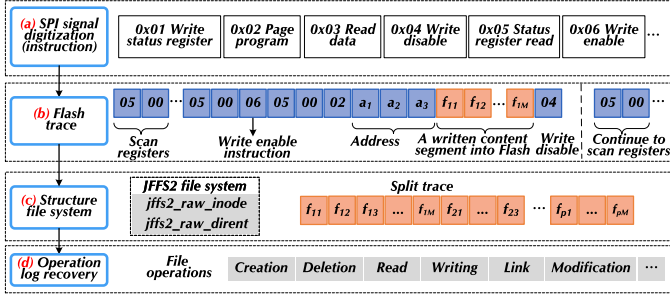 (a) SPI signal
digitization
(instruction)
0x01 Write
status register
0x02 Page
program
0x03 Read
data
0x04 Write
disable
0x05 Status
register read
0x06 Write
enable
...
(b) Flash
trace
05 00 ... 05 00 06 05 00 02 a1 a2 a3 f11 f12 ... f1M 04 05 00 ...
Scan
registers
Write enable
instruction
Address
A written content
segment into Flash
Write
disable
Continue to
scan registers
(c) Structure
file system
JFFS2 file system
jffs2_raw_inode
jffs2_raw_dirent
Split trace
f11 f12 f13 ... f1M f21 ... f23 ... fp1 ... fpM
(d) Operation
log recovery
File
operations
Creation Deletion Read Writing Link Modification ...